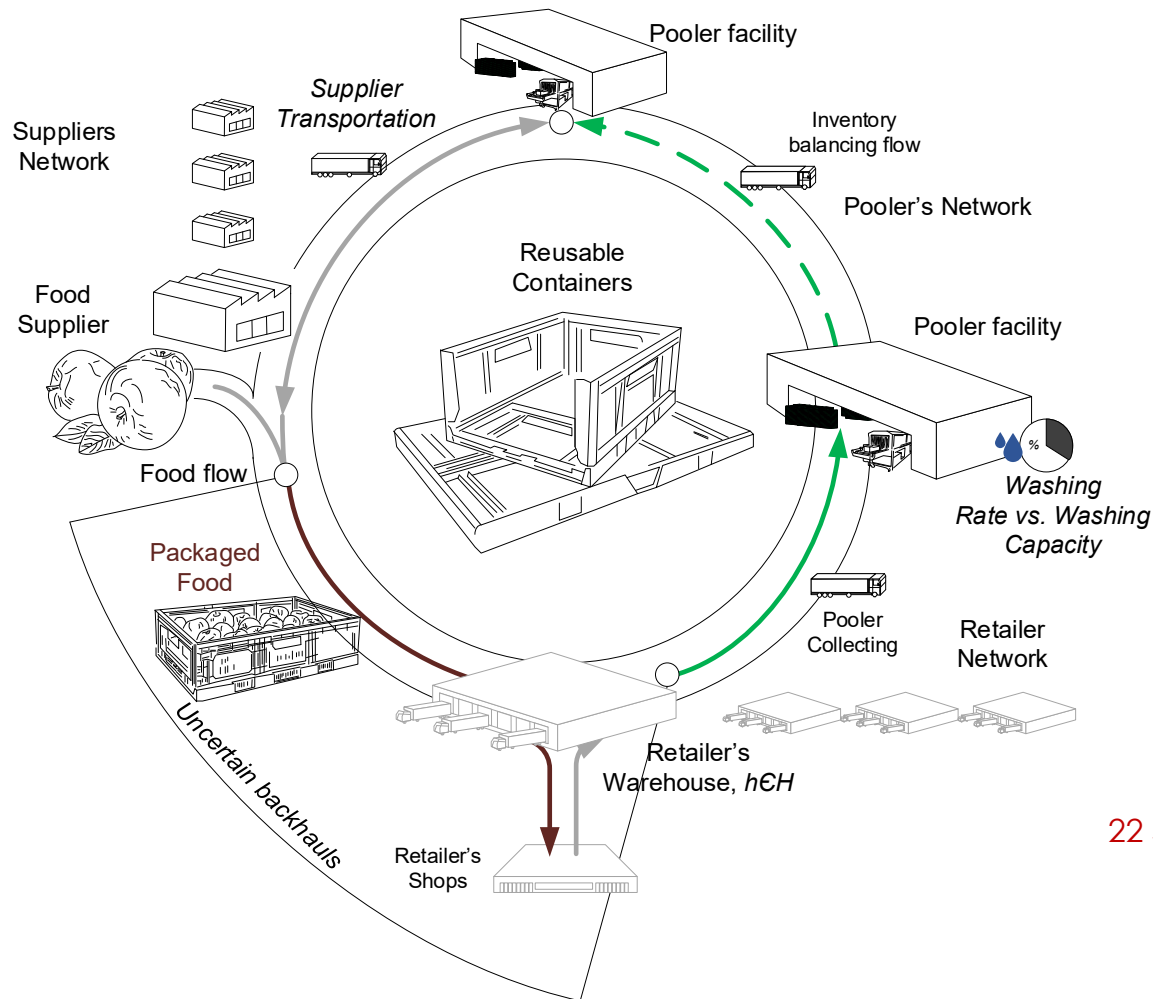 Pooler facility
Supplier
Transportation
Suppliers
Network
Inventory
balancing flow
Pooler’s Network
Reusable
Containers
Food
Supplier
Pooler facility
%
Food flow
Washing
Rate vs. Washing
Capacity
Packaged
Food
Pooler
Collecting
Retailer
Network
Uncertain backhauls
Retailer’s
Warehouse, hЄH
Retailer’s
Shops
22